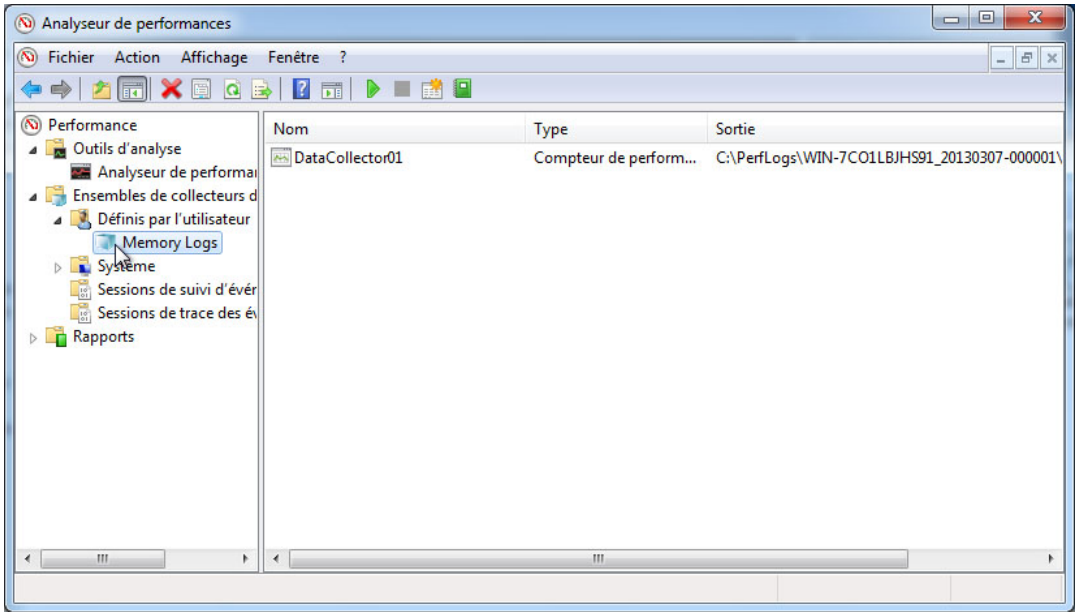 Analyseur de performances
Fichier Action Affichage Fenêtre ?
Performance
Outils d'analyse
Analyseur de performa
Ensembles de collecteurs d
Définis par l'utilisateur
Memory Logs
Système
Sessions de suivi d'évér
Sessions de trace des é
Rapports
Nom Type Sortie
DataCollector01 Compteur de perform... C:\PerfLogs\WIN-7CO1LBJHS91_20130307-000001\